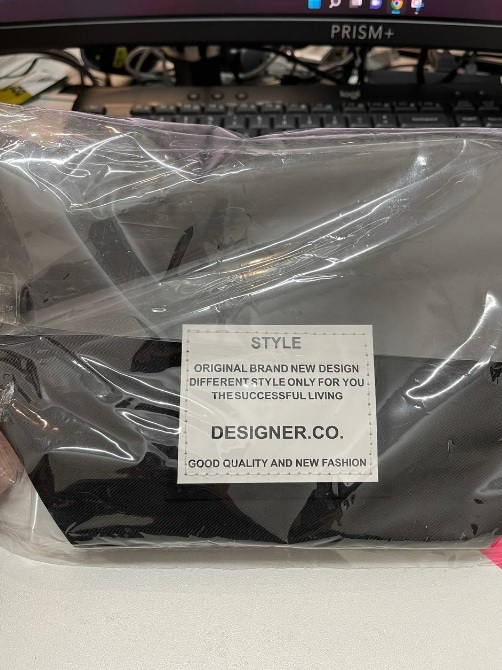 PRISM+
logi
STYLE
ORIGINAL BRAND NEW DESIGN
DIFFERENT STYLE ONLY FOR YOU
THE SUCCESSFUL LIVING
DESIGNER.CO.
GOOD QUALITY AND NEW FASHION